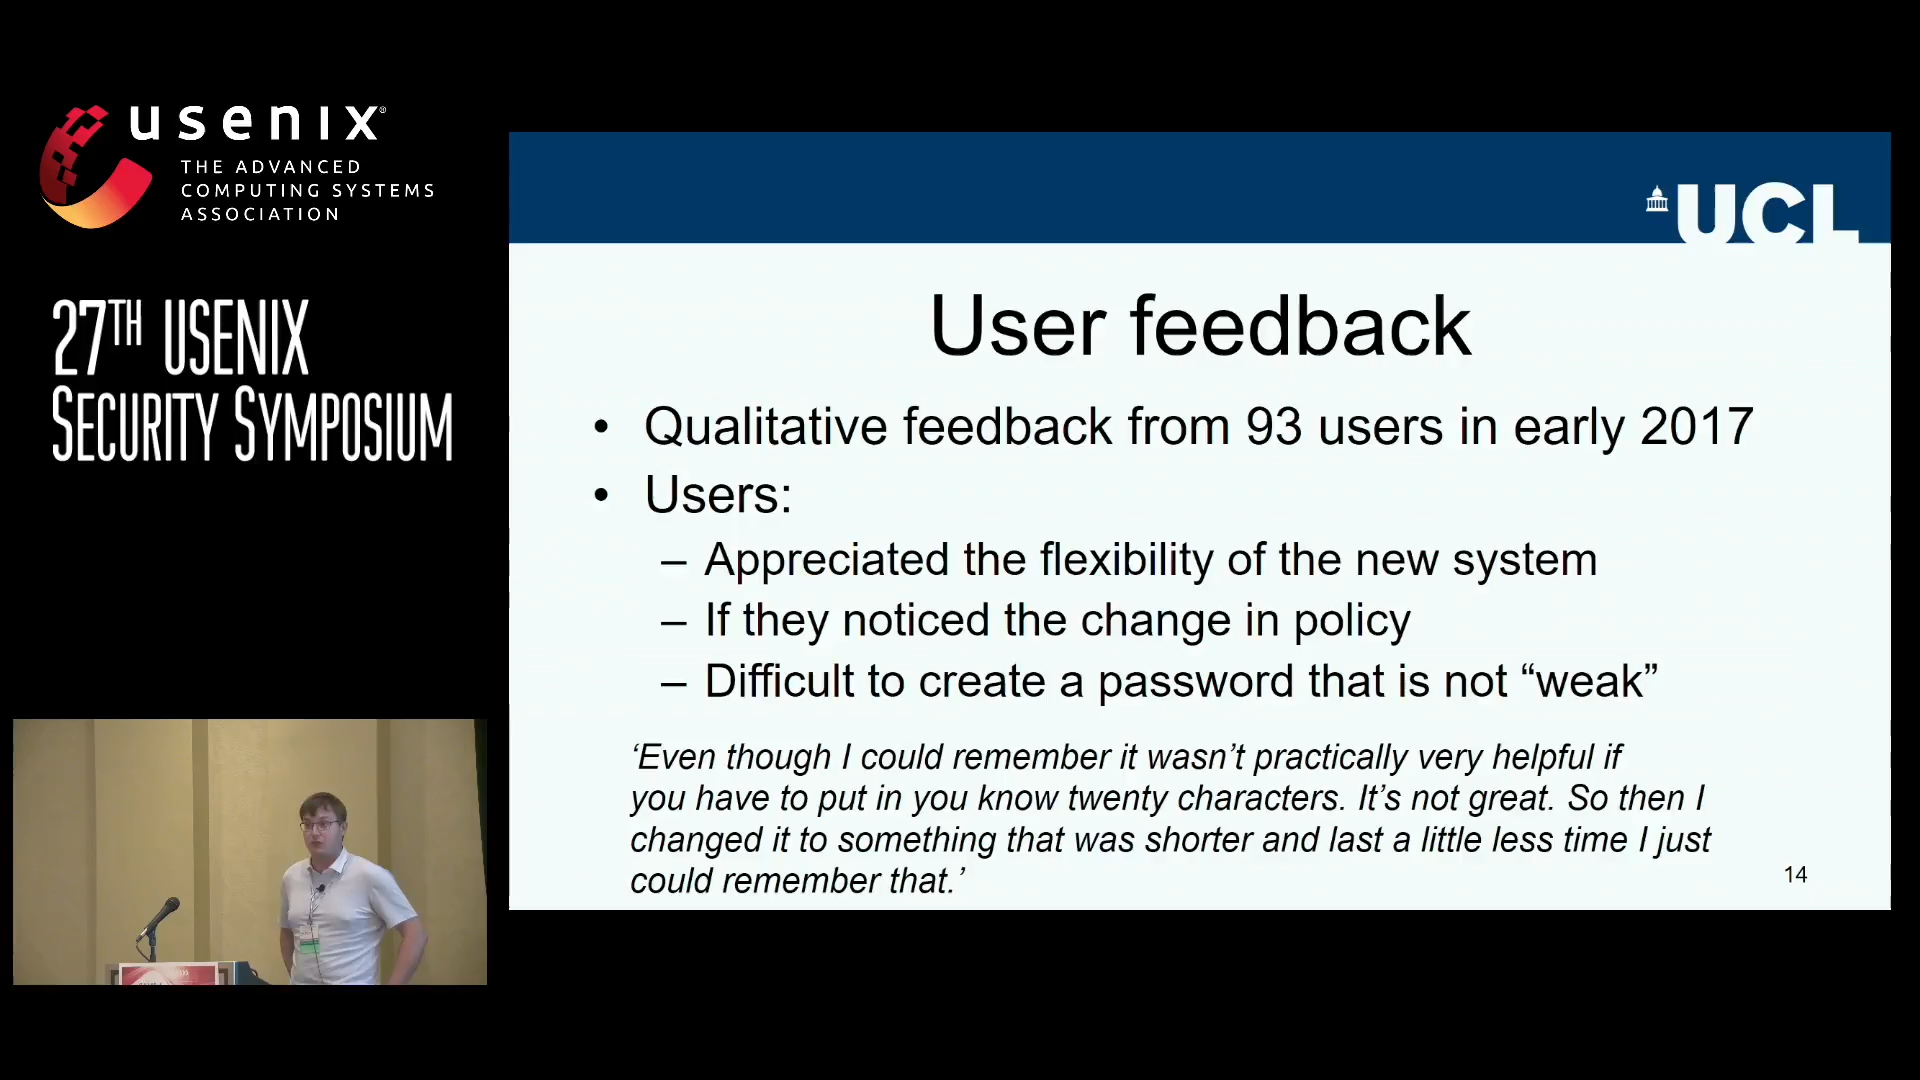 usenix®
THE ADVANCED
COMPUTING SYSTEMS
ASSOCIATION
27TH USENIX
SECURITY SYMPOSIUM
UCL
User feedback
• Qualitative feedback from 93 users in early 2017
• Users:
– Appreciated the flexibility of the new system
– If they noticed the change in policy
– Difficult to create a password that is not “weak”
‘Even though I could remember it wasn’t practically very helpful if
you have to put in you know twenty characters. It’s not great. So then I
changed it to something that was shorter and last a little less time I just
could remember that.’
14